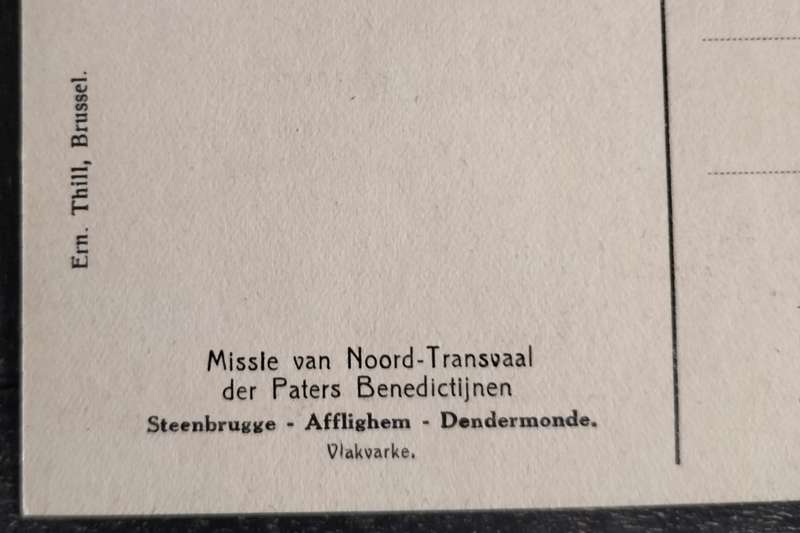 Ern. Thill, Brussel.
Missie van Noord-Transvaal
der Paters Benedictijnen
Steenbrugge - Afflighem - Dendermonde.
Vlakvarke.